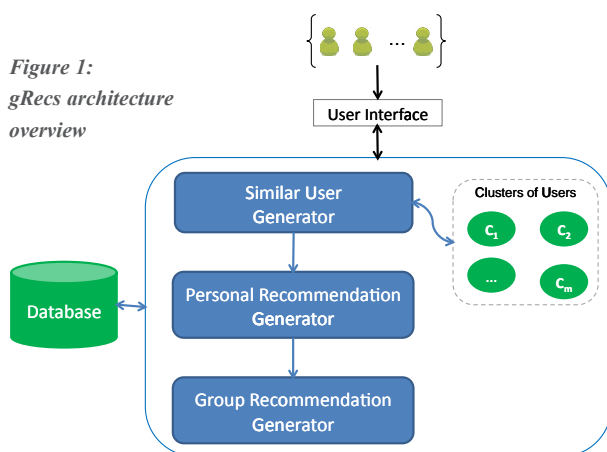 { ... }
Figure 1:
gRecs architecture
overview
User Interface
Similar User
Generator
Clusters of Users
C1
C2
...
Cm
Database
Personal Recommendation
Generator
Group Recommendation
Generator